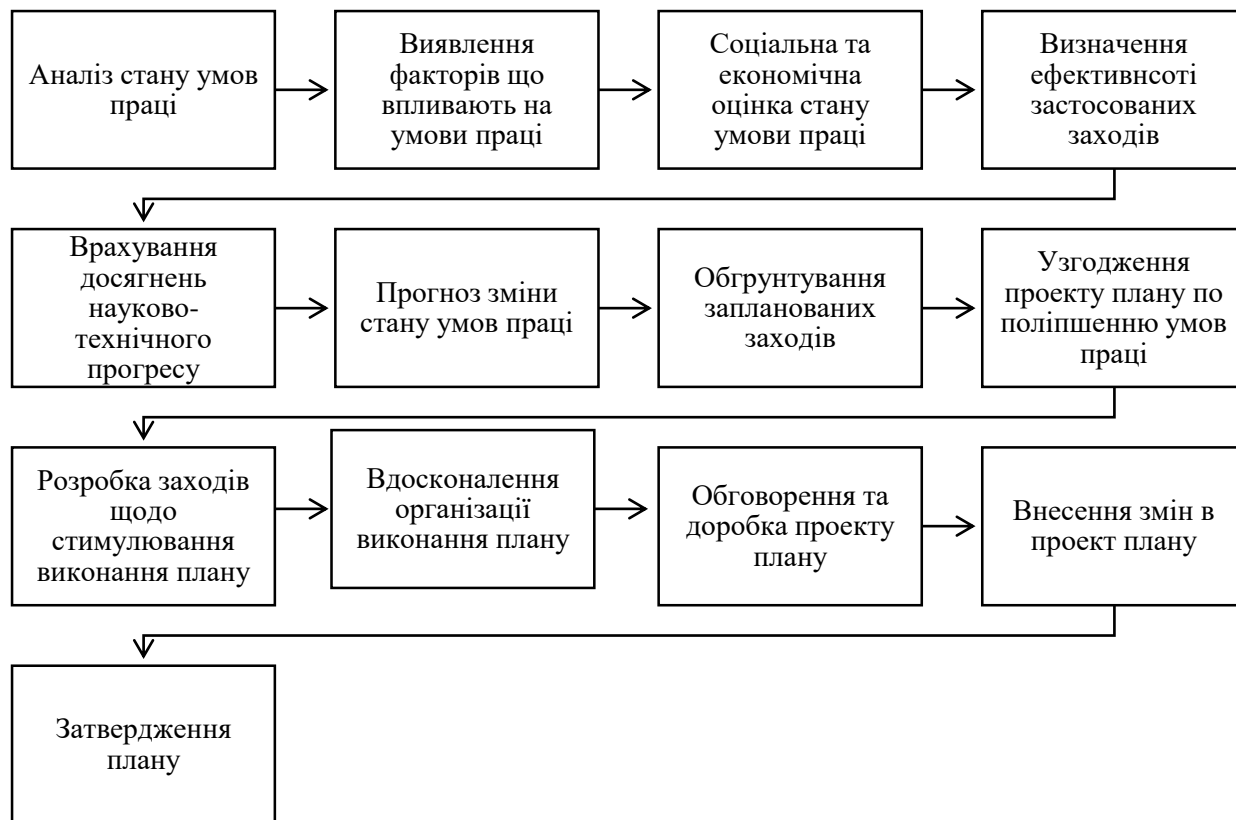 Аналіз стану умов
праці
Виявлення
факторів що
впливають на
умови праці
Соціальна та
економічна
оцінка стану
умови праці
Визначення
ефективнсоті
застосованих
заходів
Врахування
досягнень
науково-
технічного
прогресу
Прогноз зміни
стану умов праці
Обгрунтування
запланованих
заходів
Узгодження
проекту плану по
поліпшенню умов
праці
Розробка заходів
щодо
стимулювання
виконання плану
Вдосконалення
організації
виконання плану
Обговорення та
доробка проекту
плану
Внесення змін в
проект плану
Затвердження
плану